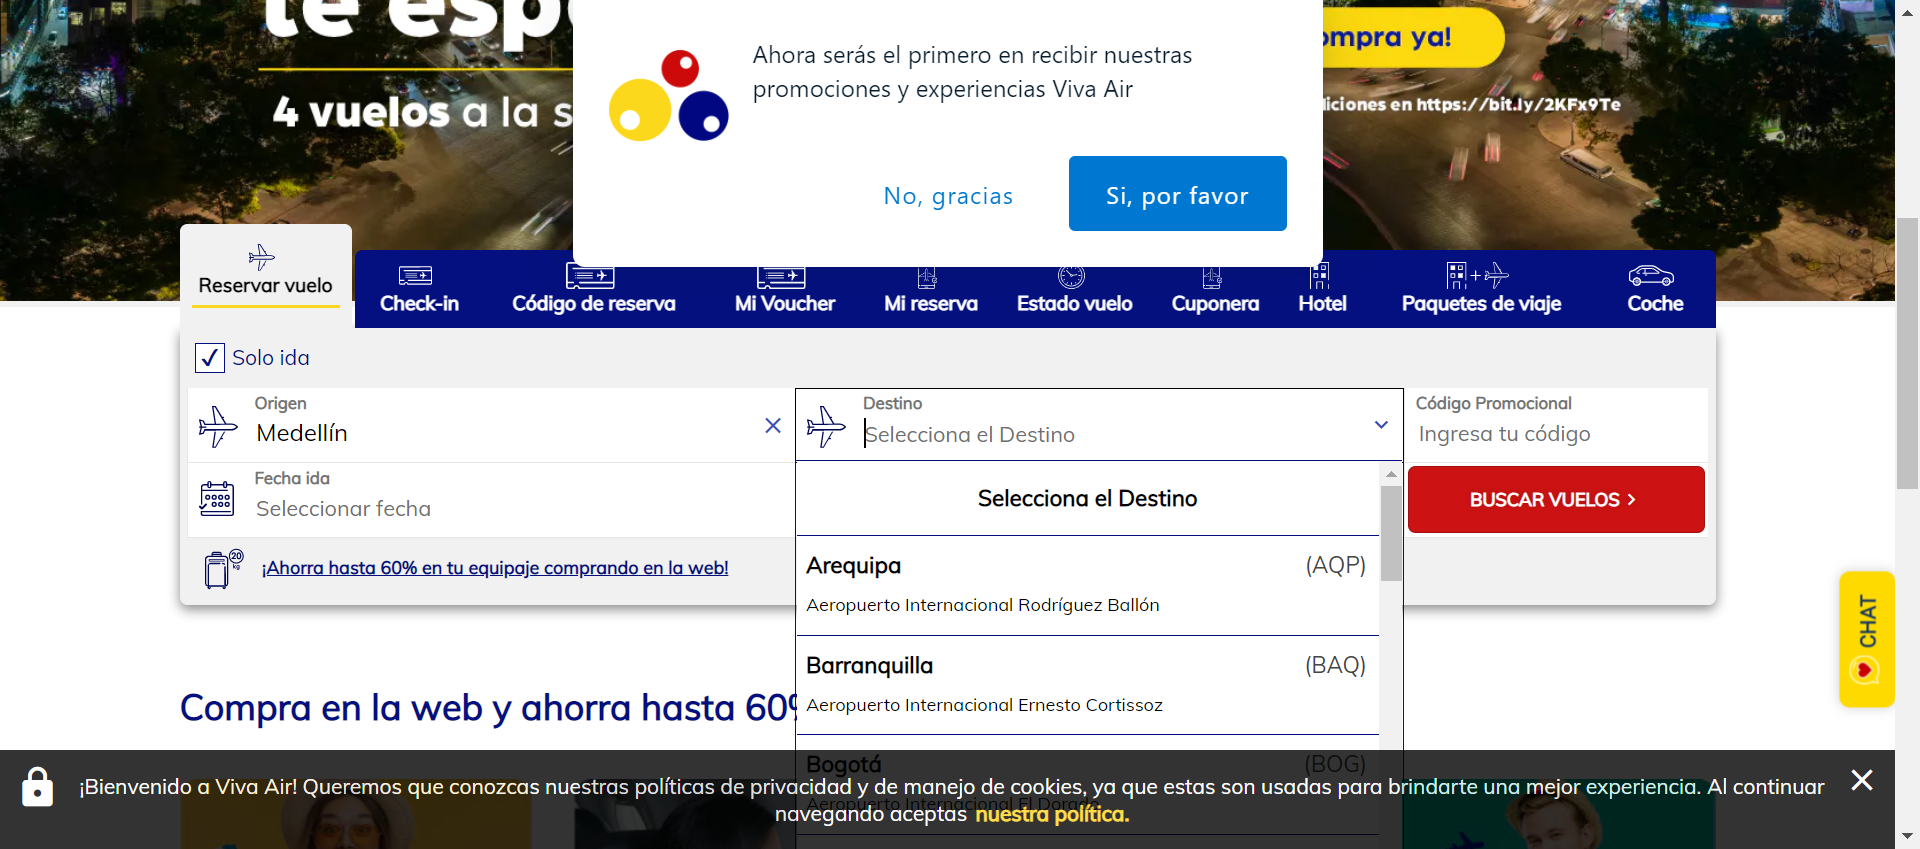 te esp
4 vuelos a la s
Ahora serás el primero en recibir nuestras
promociones y experiencias Viva Air
No, gracias
Si, por favor
ompra ya!
diciones en https://bit.ly/2KFx9Te
Reservar vuelo
Check-in
Código de reserva
Mi Voucher
Mi reserva
Estado vuelo
Cuponera
Hotel
Paquetes de viaje
Coche
Solo ida
Origen
Medellín
Destino
Selecciona el Destino
Código Promocional
Ingresa tu código
Fecha ida
Seleccionar fecha
Selecciona el Destino
BUSCAR VUELOS
20
kg
¡Ahorra hasta 60% en tu equipaje comprando en la web!
Arequipa (AQP)
Aeropuerto Internacional Rodríguez Ballón
Barranquilla (BAQ)
Aeropuerto Internacional Ernesto Cortissoz
CHAT
Compra en la web y ahorra hasta 60%
Bogotá (BOG)
Aeropuerto Internacional El Dorado
¡Bienvenido a Viva Air! Queremos que conozcas nuestras políticas de privacidad y de manejo de cookies, ya que estas son usadas para brindarte una mejor experiencia. Al continuar
navegando aceptas nuestra política.